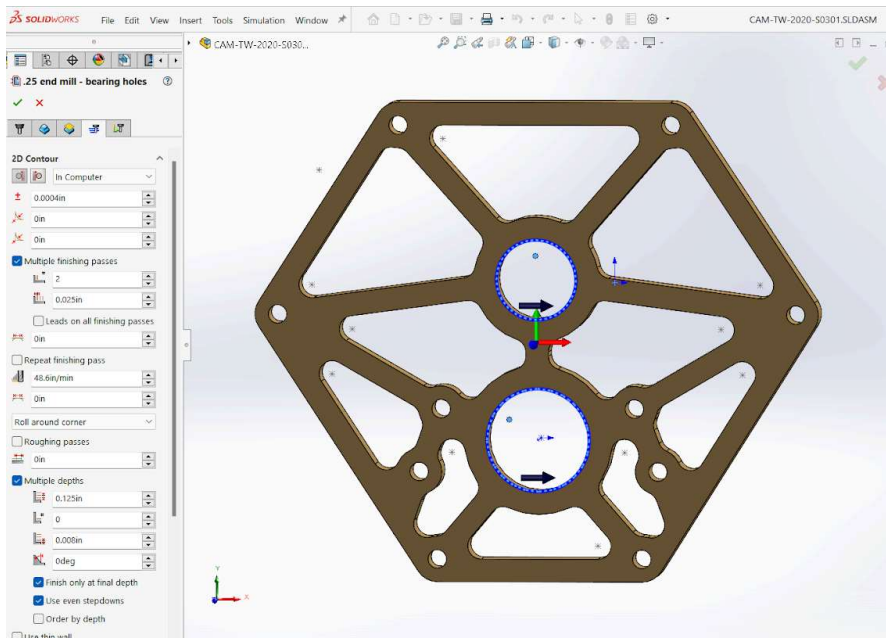 SOLIDWORKS File Edit View Insert Tools Simulation Window
CAM-TW-2020-S0301.SLDASM
CAM-TW-2020-S030...
.25 end mill - bearing holes
2D Contour
In Computer
0.0004in
0in
0in
Multiple finishing passes
2
0.025in
Leads on all finishing passes
0in
Repeat finishing pass
48.6in/min
0in
Roll around corner
Roughing passes
0in
Multiple depths
0.125in
0
0.008in
0deg
Finish only at final depth
Use even stepdowns
Order by depth
Use thin wall
Y
X